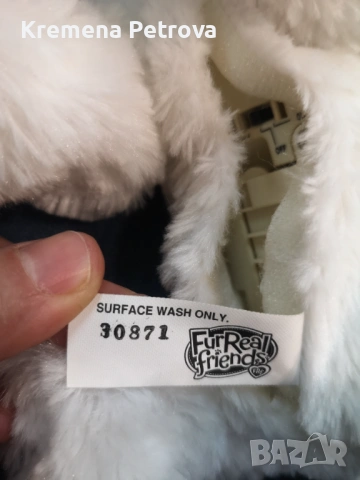 Kremena Petrova
SURFACE WASH ONLY.
30871
FurReal
friends
BAZAR